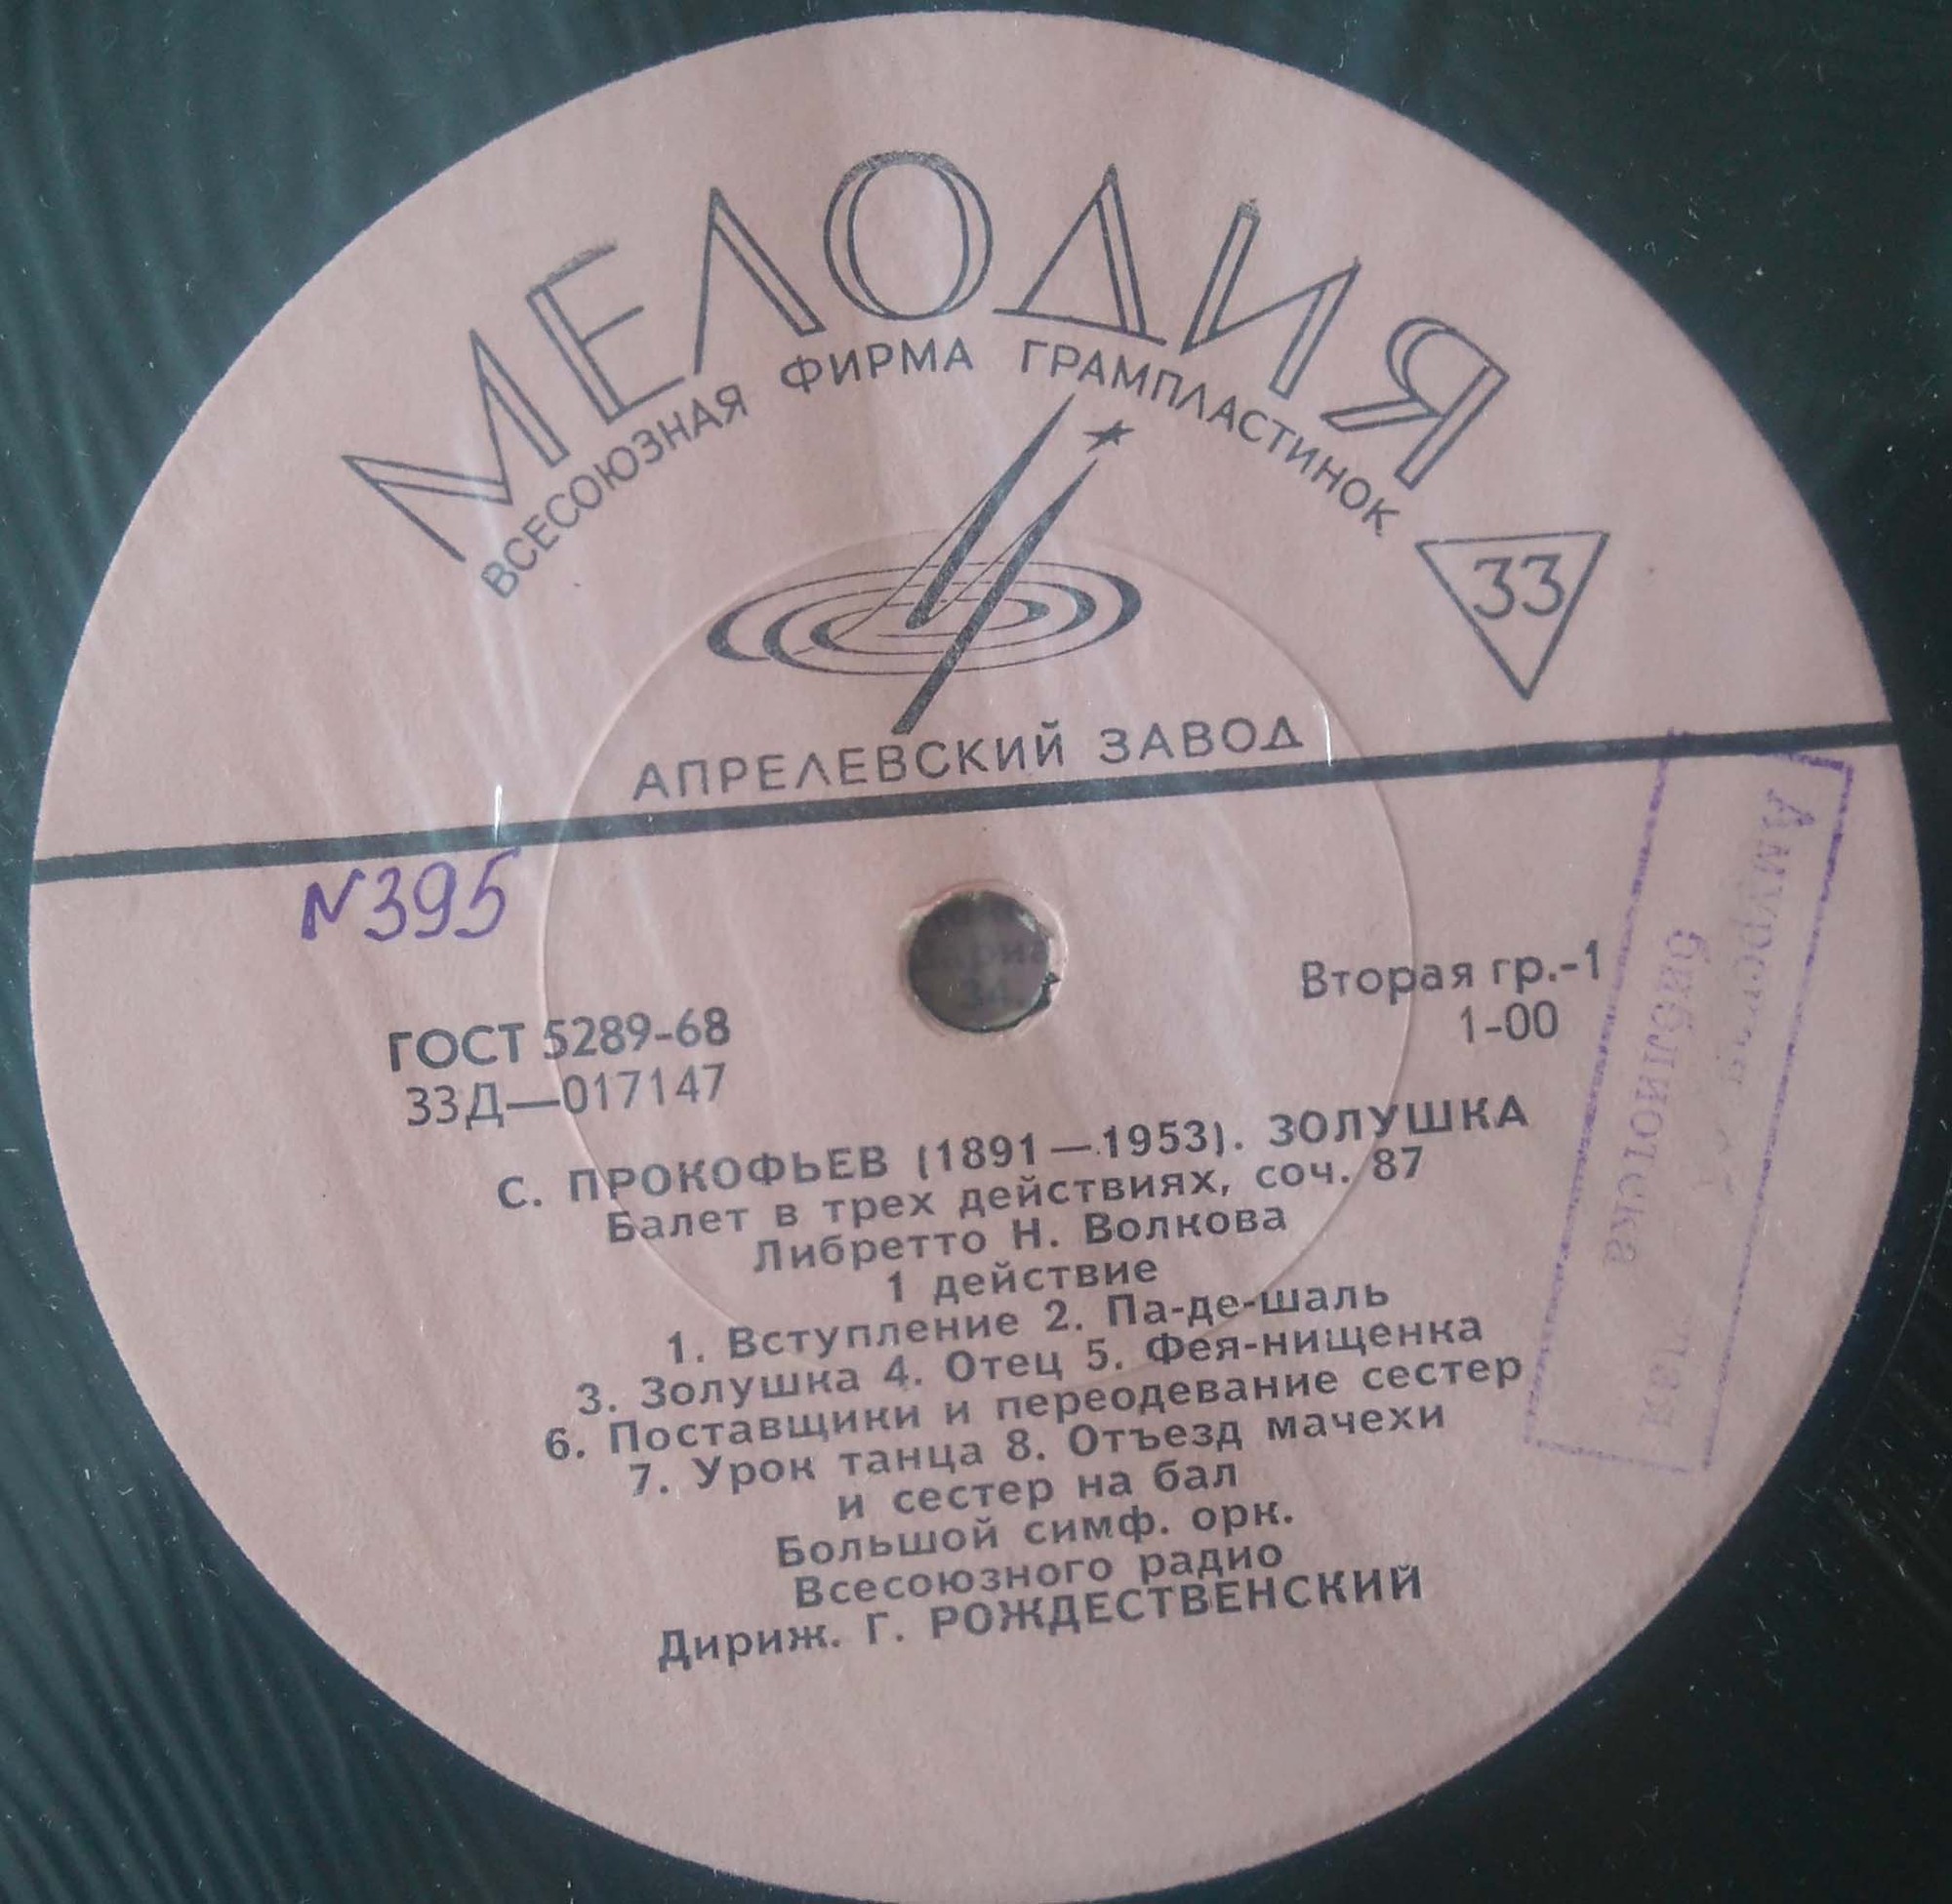 МЕЛОДИЯ
ВСЕСОЮЗНАЯ ФИРМА ГРАМПЛАСТИНОК
33
АПРЕЛЕВСКИЙ ЗАВОД
N395
ГОСТ 5289-68
33Д—017147
Вторая гр.-1
1-00
С. ПРОКОФЬЕВ (1891—1953). ЗОЛУШКА
Балет в трех действиях, соч. 87
Либретто Н. Волкова
1 действие
1. Вступление 2. Па-де-шаль
3. Золушка 4. Отец 5. Фея-нищенка
6. Поставщики и переодевание сестер
7. Урок танца 8. Отъезд мачехи
и сестер на бал
Большой симф. орк.
Всесоюзного радио
Дириж. Г. РОЖДЕСТВЕНСКИЙ
библиотека